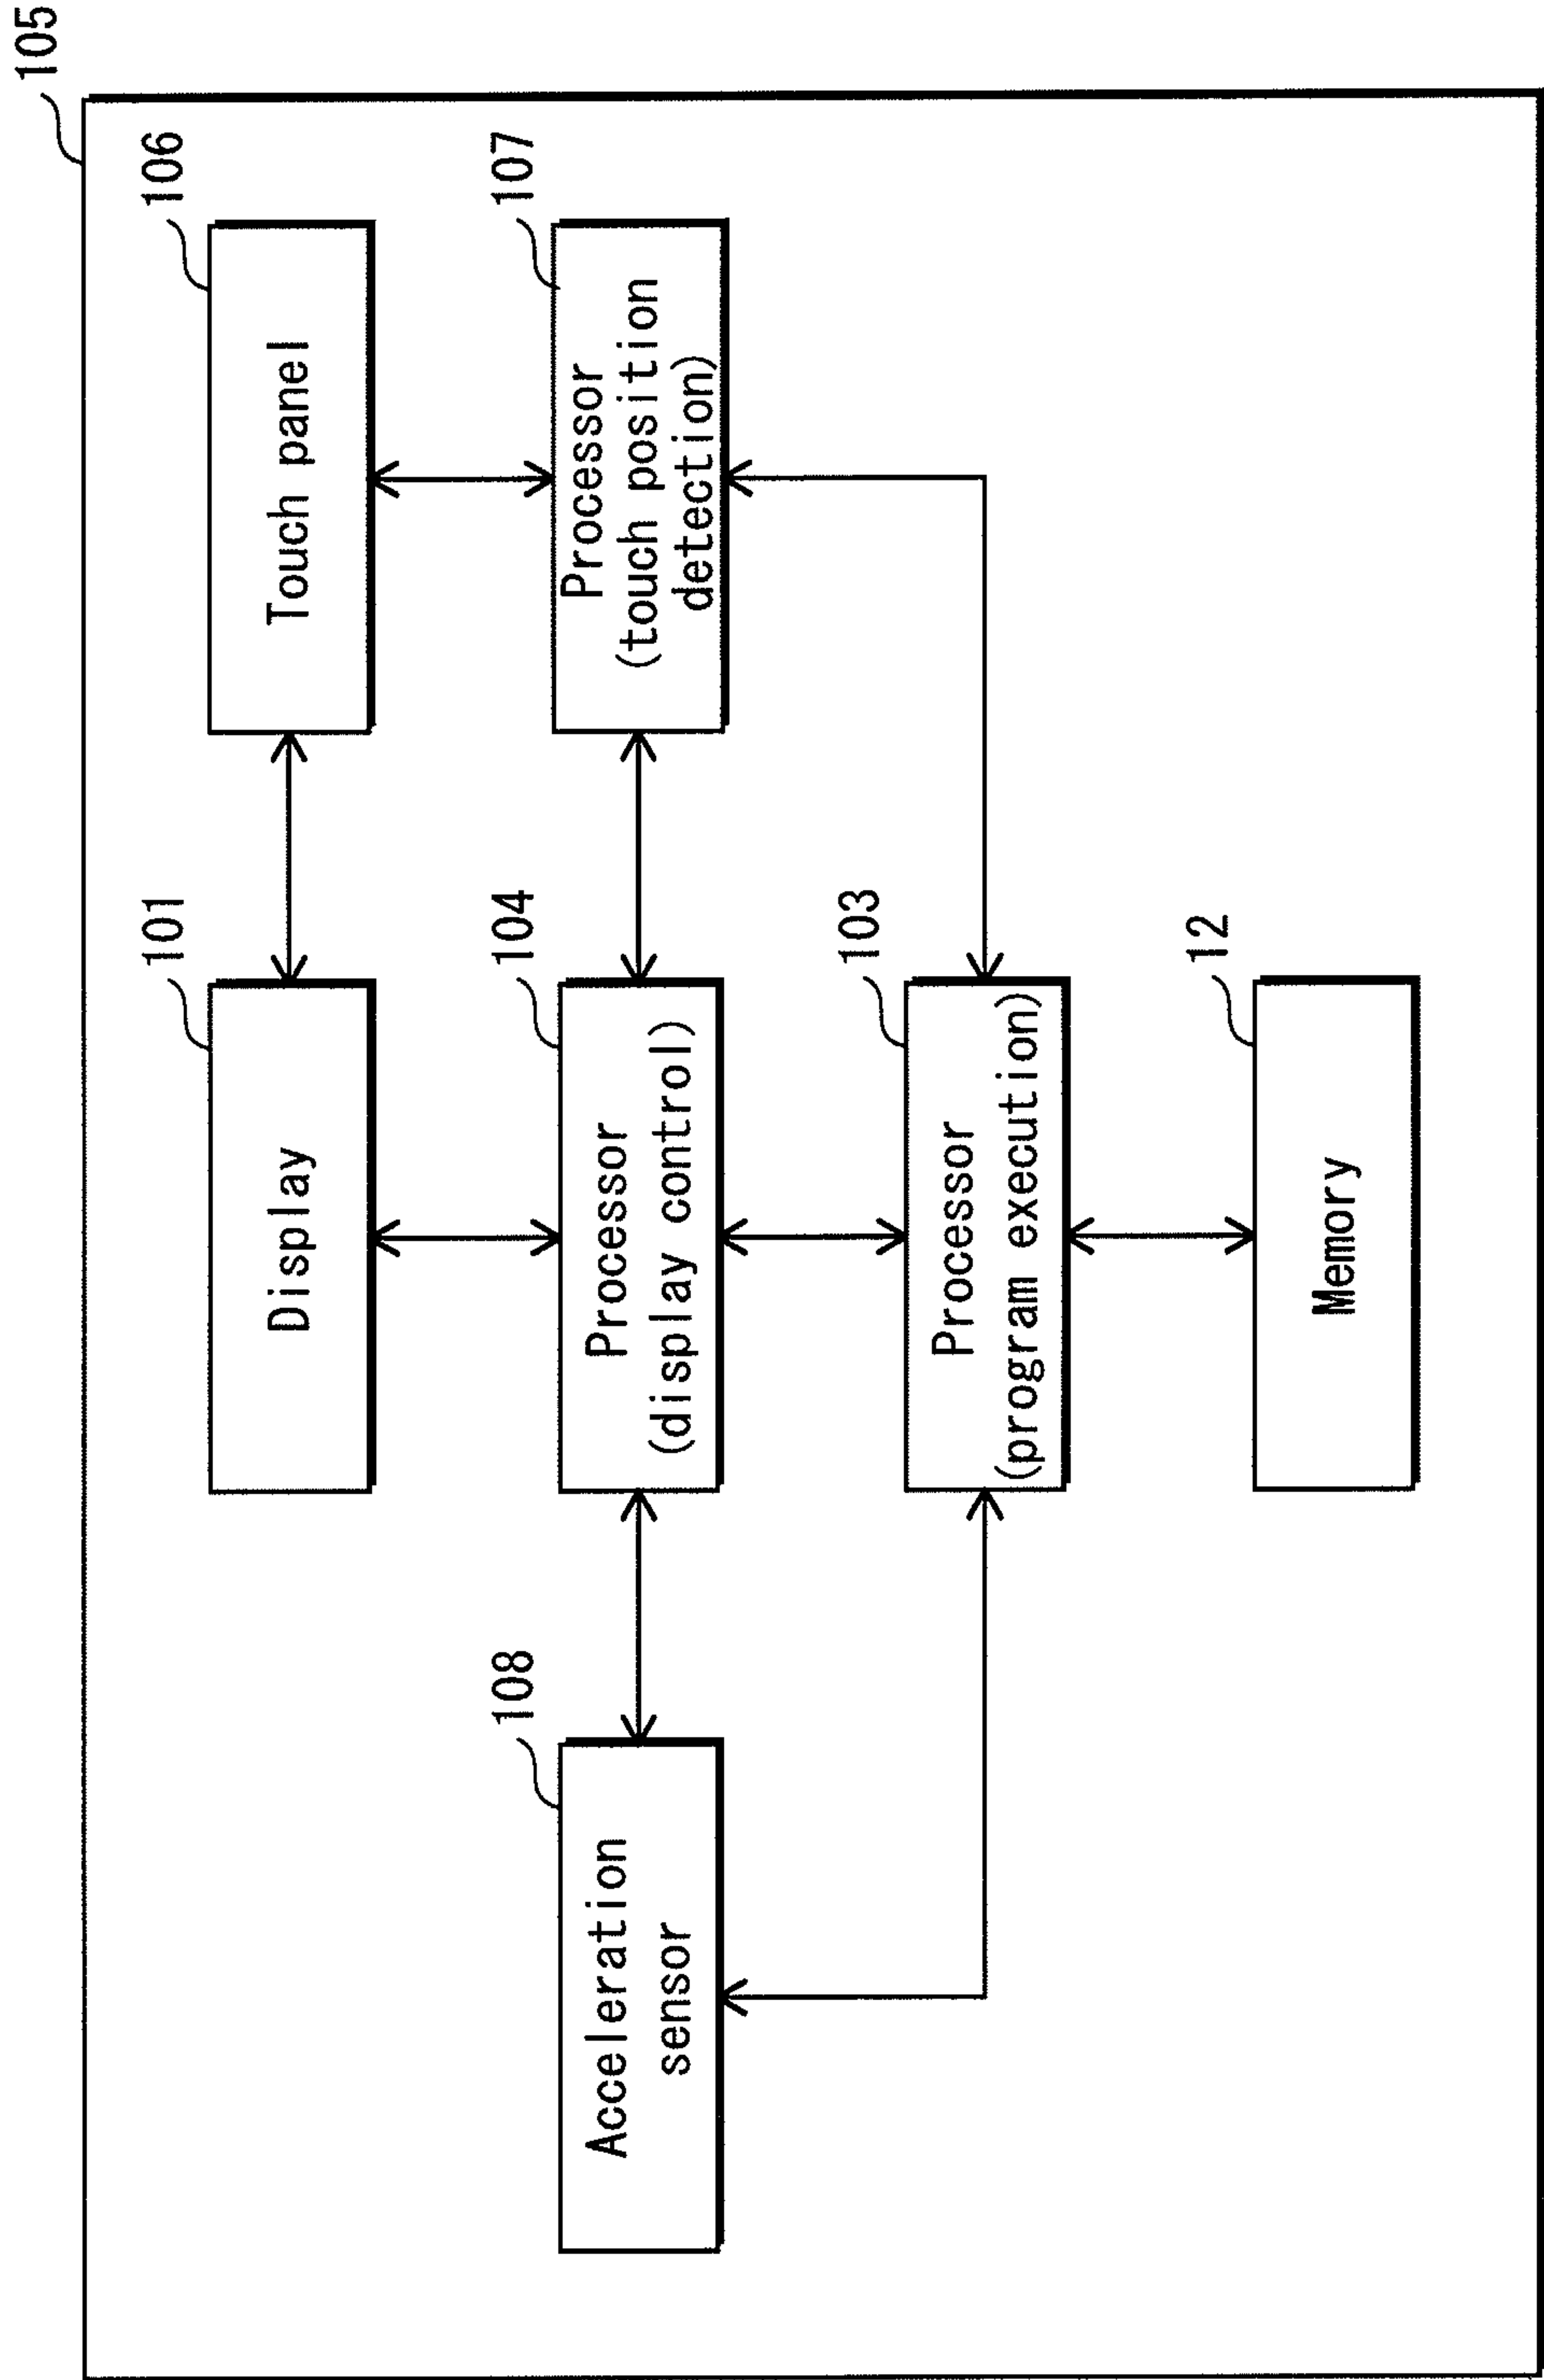 105
101
Display
106
Touch panel
108
Acceleration
sensor
104
Processor
(display control)
107
Processor
(touch position
detection)
103
Processor
(program execution)
12
Memory